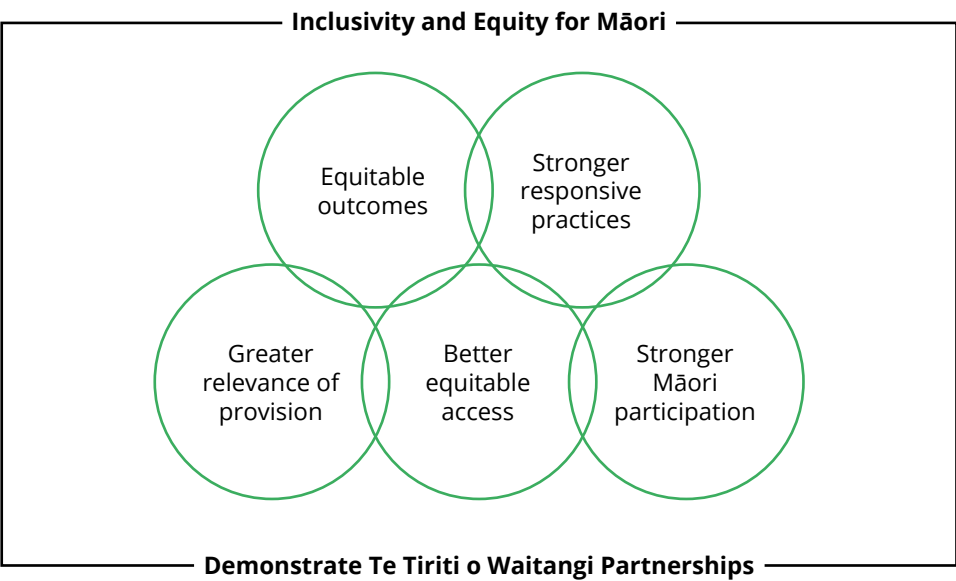 Inclusivity and Equity for Māori
Equitable
outcomes
Stronger
responsive
practices
Greater
relevance of
provision
Better
equitable
access
Stronger
Māori
participation
Demonstrate Te Tiriti o Waitangi Partnerships